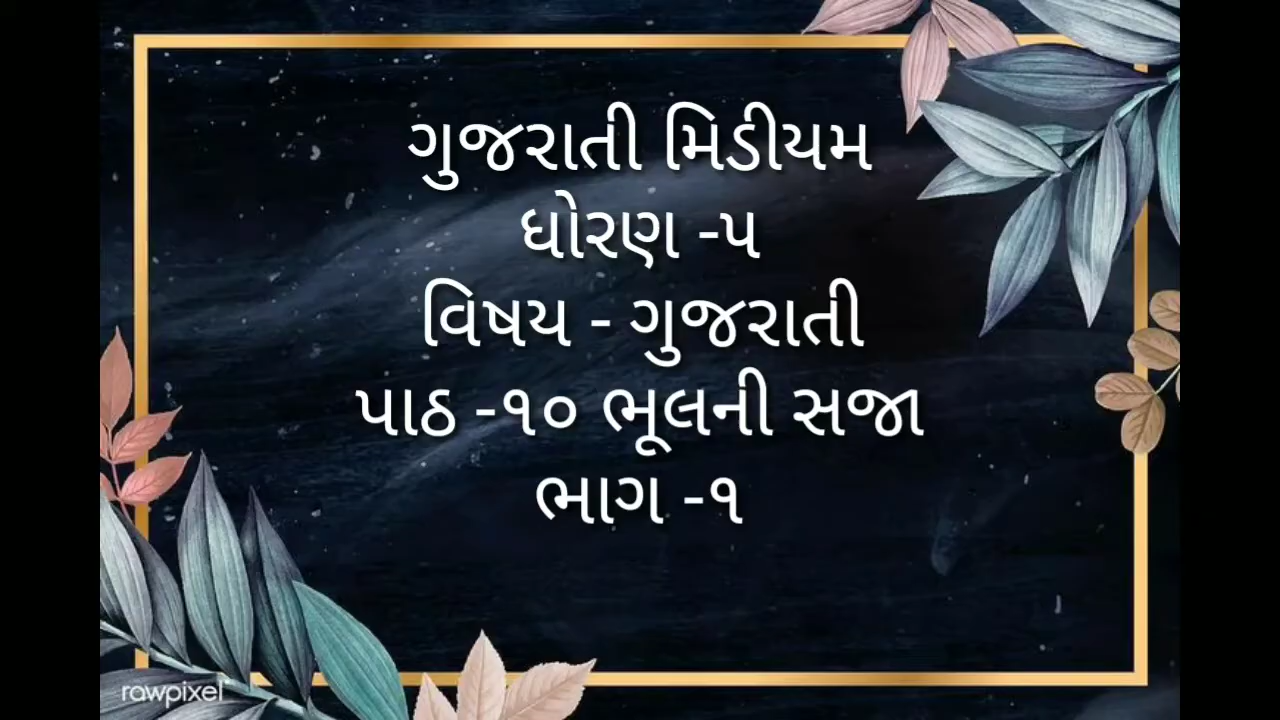 ગુજરાતી મિડીયમ
ધોરણ -૫
વિષય - ગુજરાતી
પાઠ -૧૦ ભૂલની સજા
ભાગ -૧
rawpixel